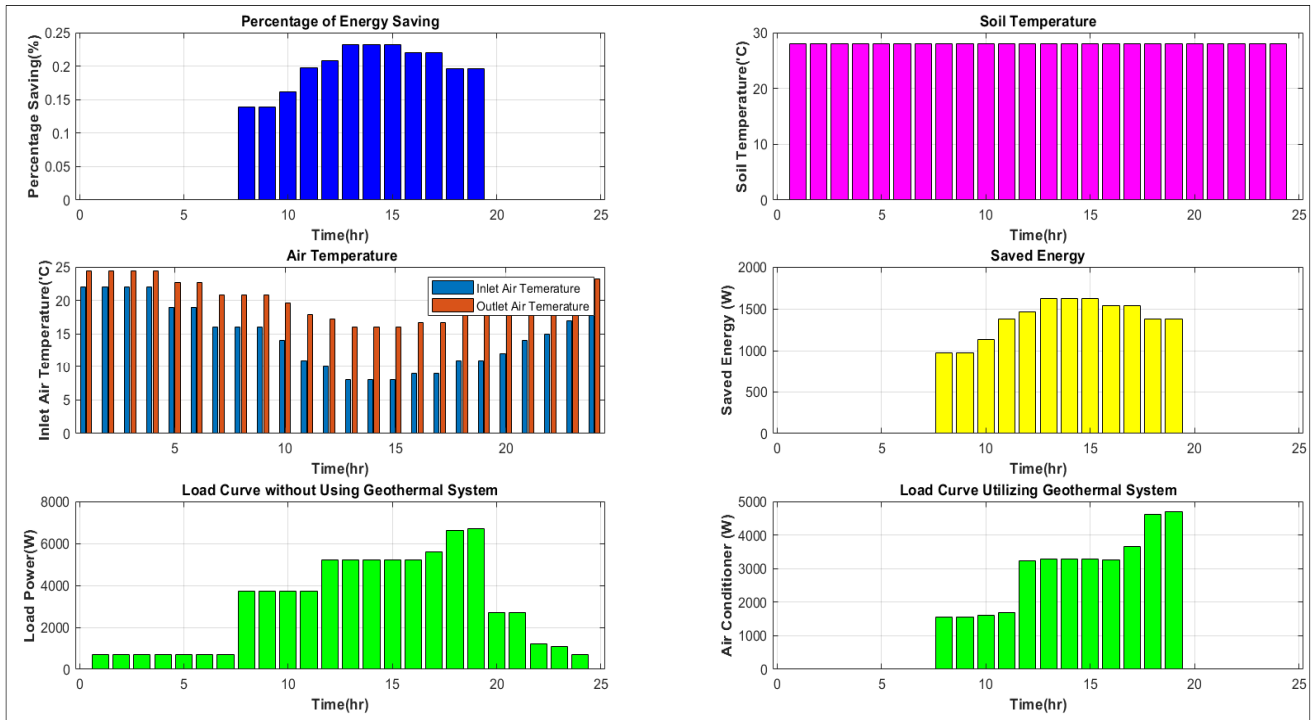 Percentage of Energy Saving
Percentage Saving(%)
0.25
0.2
0.15
0.1
0.05
0
0 5 10 15 20 25
Time(hr)
Soil Temperature
Soil Temperature('C)
30
20
10
0
0 5 10 15 20 25
Time(hr)
Air Temperature
Inlet Air Temperature('C)
25
20
15
10
5
0
5 10 15 20
Time(hr)
Inlet Air Temerature
Outlet Air Temerature
Saved Energy
Saved Energy (W)
2000
1500
1000
500
0
0 5 10 15 20 25
Time(hr)
Load Curve without Using Geothermal System
Load Power(W)
8000
6000
4000
2000
0
0 5 10 15 20 25
Time(hr)
Load Curve Utilizing Geothermal System
Air Conditioner (W)
5000
4000
3000
2000
1000
0
0 5 10 15 20 25
Time(hr)